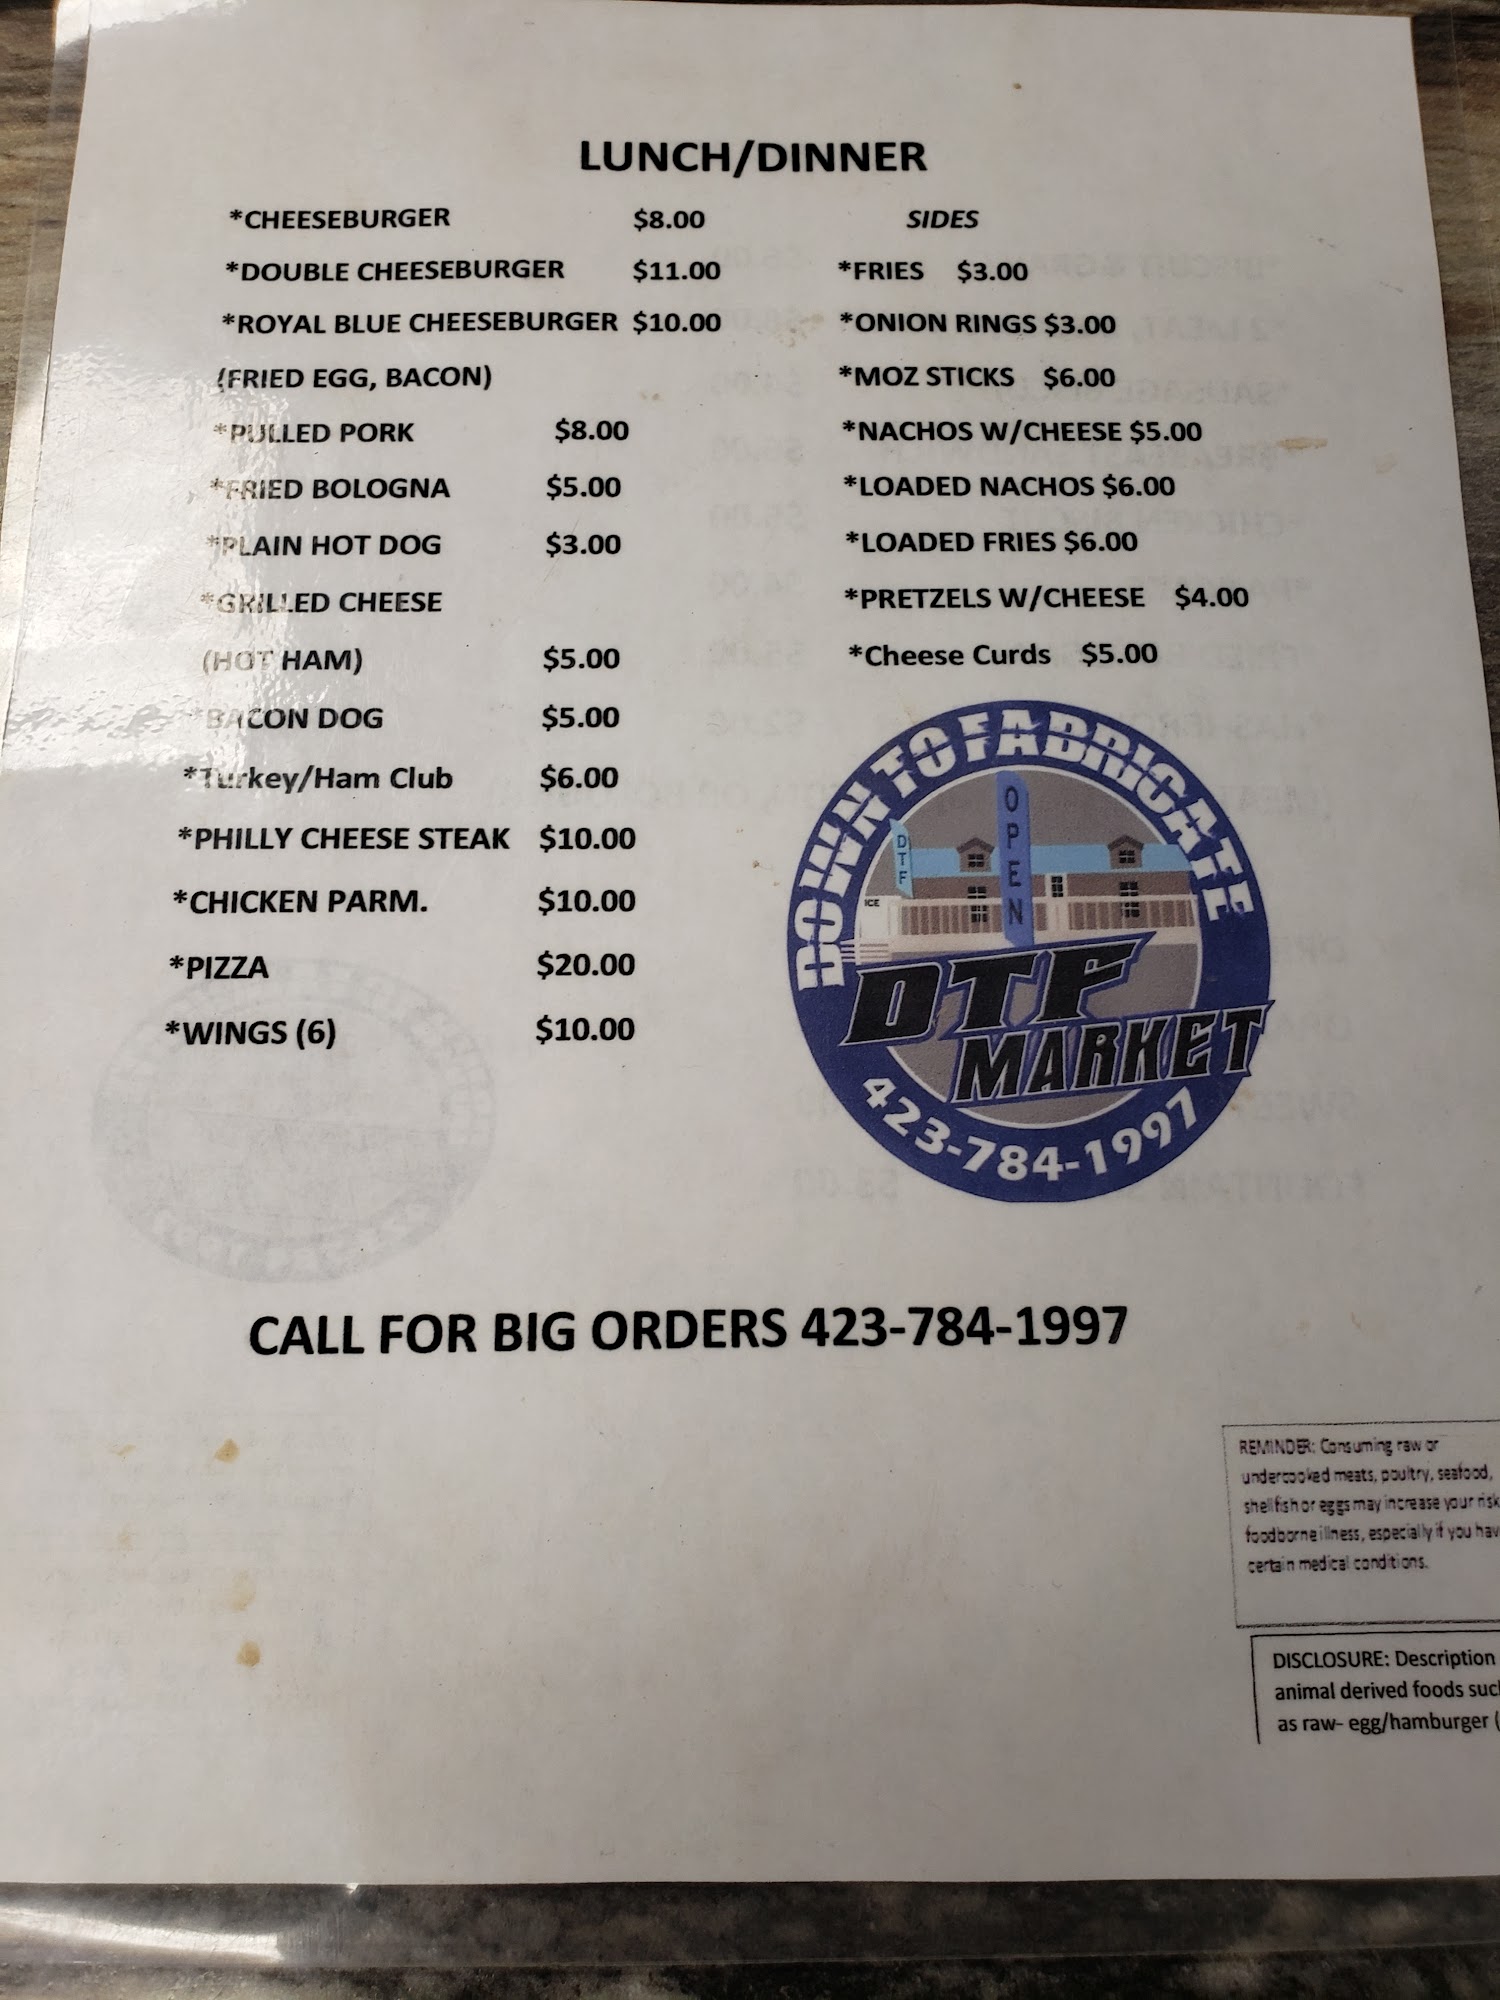 LUNCH/DINNER
*CHEESEBURGER $8.00
*DOUBLE CHEESEBURGER $11.00
*ROYAL BLUE CHEESEBURGER $10.00
(FRIED EGG, BACON)
*PULLED PORK $8.00
*FRIED BOLOGNA $5.00
*PLAIN HOT DOG $3.00
*GRILLED CHEESE
(HOT HAM) $5.00
*BACON DOG $5.00
*Turkey/Ham Club $6.00
*PHILLY CHEESE STEAK $10.00
*CHICKEN PARM. $10.00
*PIZZA $20.00
*WINGS (6) $10.00
SIDES
*FRIES $3.00
*ONION RINGS $3.00
*MOZ STICKS $6.00
*NACHOS W/CHEESE $5.00
*LOADED NACHOS $6.00
*LOADED FRIES $6.00
*PRETZELS W/CHEESE $4.00
*Cheese Curds $5.00
DOWN TO FABRICATE
OPEN
DTF
ICE
DTF
MARKET
423-784-1997
CALL FOR BIG ORDERS 423-784-1997
REMINDER: Consuming raw or
undercooked meats, poultry, seafood,
shellfish or eggs may increase your risk
foodborne illness, especially if you hav
certain medical conditions.
DISCLOSURE: Description
animal derived foods suc
as raw- egg/hamburger (